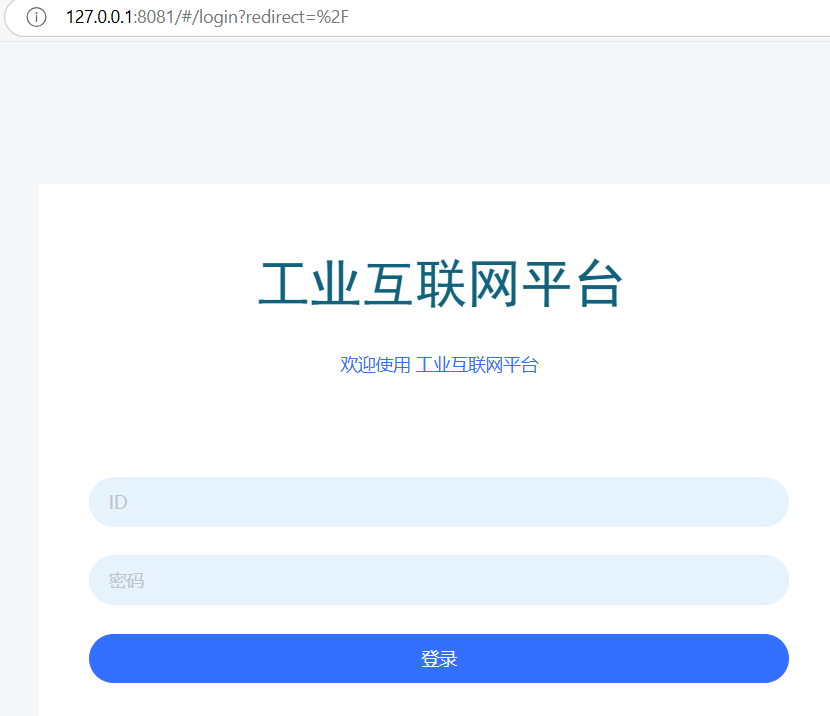 127.0.0.1:8081/#/login?redirect=%2F
工业互联网平台
欢迎使用 工业互联网平台
ID
密码
登录